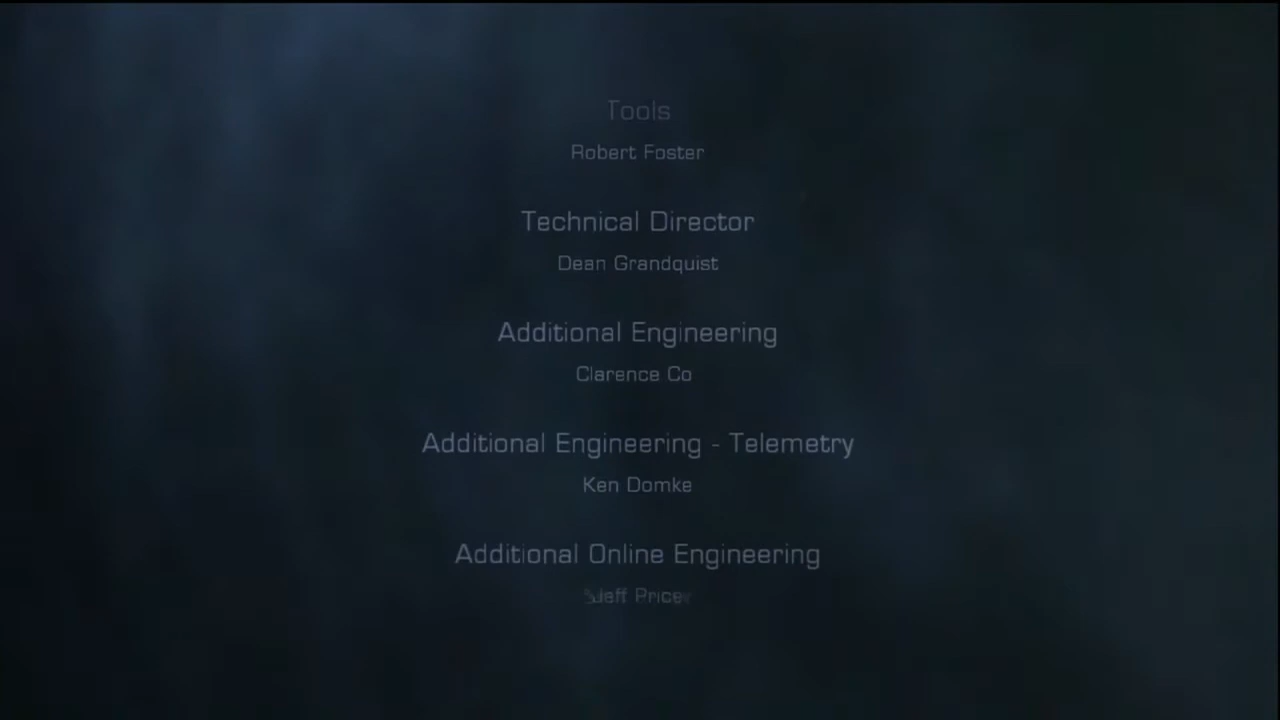 Tools
Robert Foster
Technical Director
Dean Grandquist
Additional Engineering
Clarence Co
Additional Engineering - Telemetry
Ken Domke
Additional Online Engineering
Jeff Price